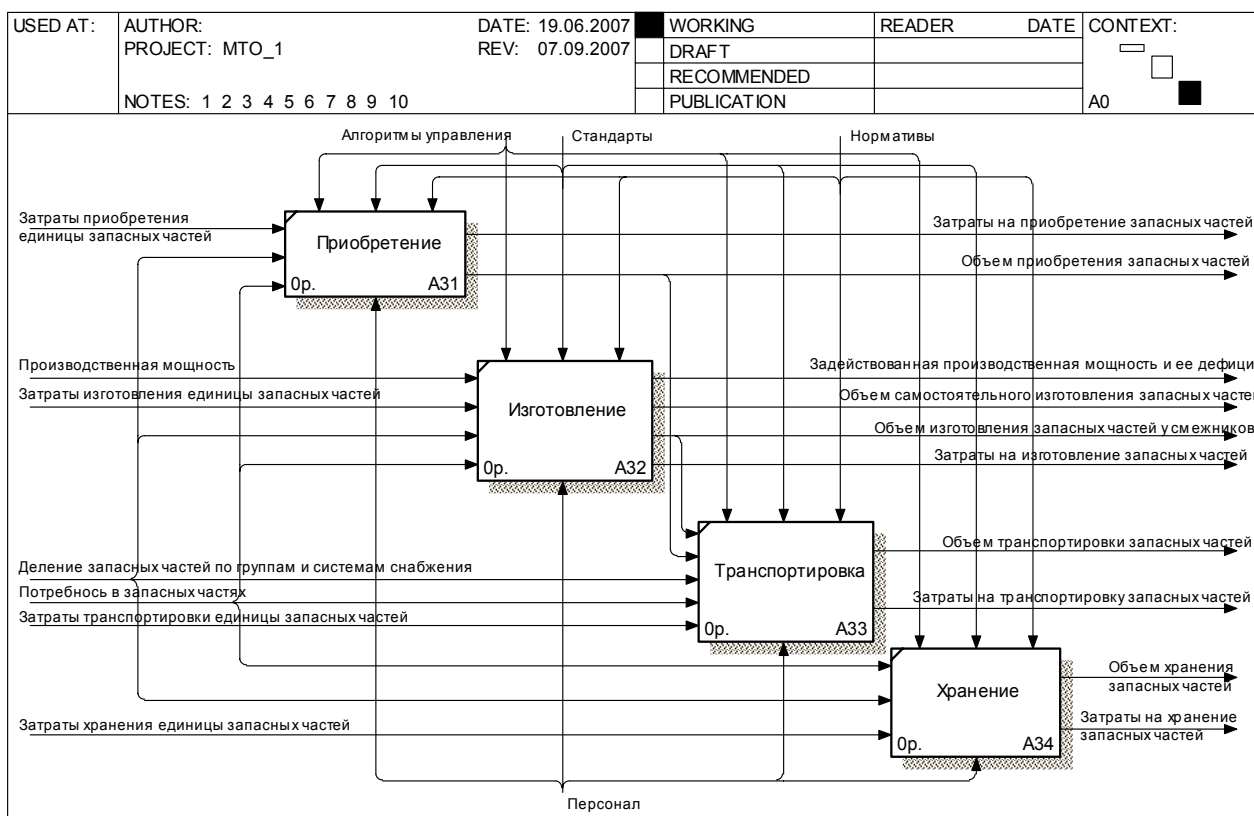 USED AT:
AUTHOR:
DATE: 19.06.2007
PROJECT: MTO_1
REV: 07.09.2007
NOTES: 1 2 3 4 5 6 7 8 9 10
WORKING
DRAFT
RECOMMENDED
PUBLICATION
READER
DATE
CONTEXT:
A0
Алгоритмы управления
Стандарты
Нормативы
Затраты приобретения
единицы запасных частей
Приобретение
0р.
A31
Затраты на приобретение запасных частей
Объем приобретения запасных частей
Производственная мощность
Затраты изготовления единицы запасных частей
Изготовление
0р.
A32
Задействованная производственная мощность и ее дефици
Объем самостоятельного изготовления запасных частей
Объем изготовления запасных частей у смежников
Затраты на изготовление запасных частей
Деление запасных частей по группам и системам снабжения
Потребнось в запасных частях
Затраты транспортировки единицы запасных частей
Транспортировка
0р.
A33
Объем транспортировки запасных частей
Затраты на транспортировку запасных частей
Затраты хранения единицы запасных частей
Хранение
0р.
A34
Объем хранения
запасных частей
Затраты на хранение
запасных частей
Персонал